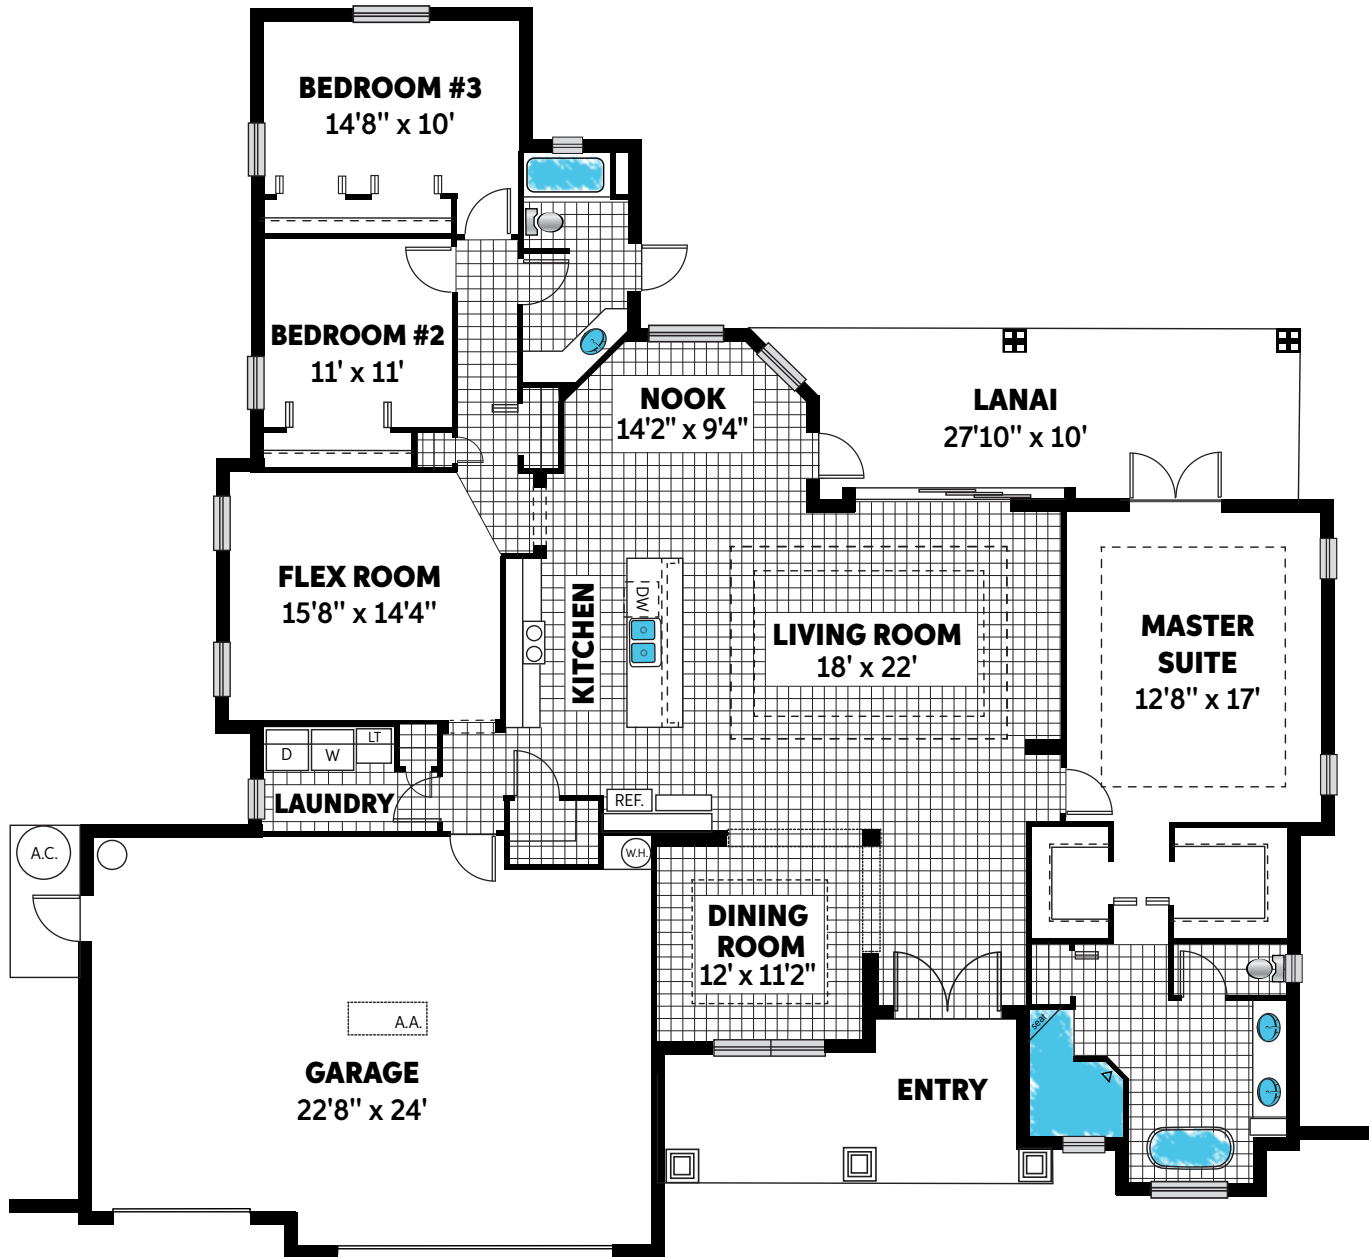 BEDROOM #3
14'8" x 10'
BEDROOM #2
11' x 11'
NOOK
14'2" x 9'4"
LANAI
27'10" x 10'
FLEX ROOM
15'8" x 14'4"
KITCHEN
DW
LIVING ROOM
18' x 22'
MASTER
SUITE
12'8" x 17'
D
W
LT
LAUNDRY
REF.
A.C.
W.H.
DINING
ROOM
12' x 11'2"
A.A.
GARAGE
22'8" x 24'
ENTRY
seat